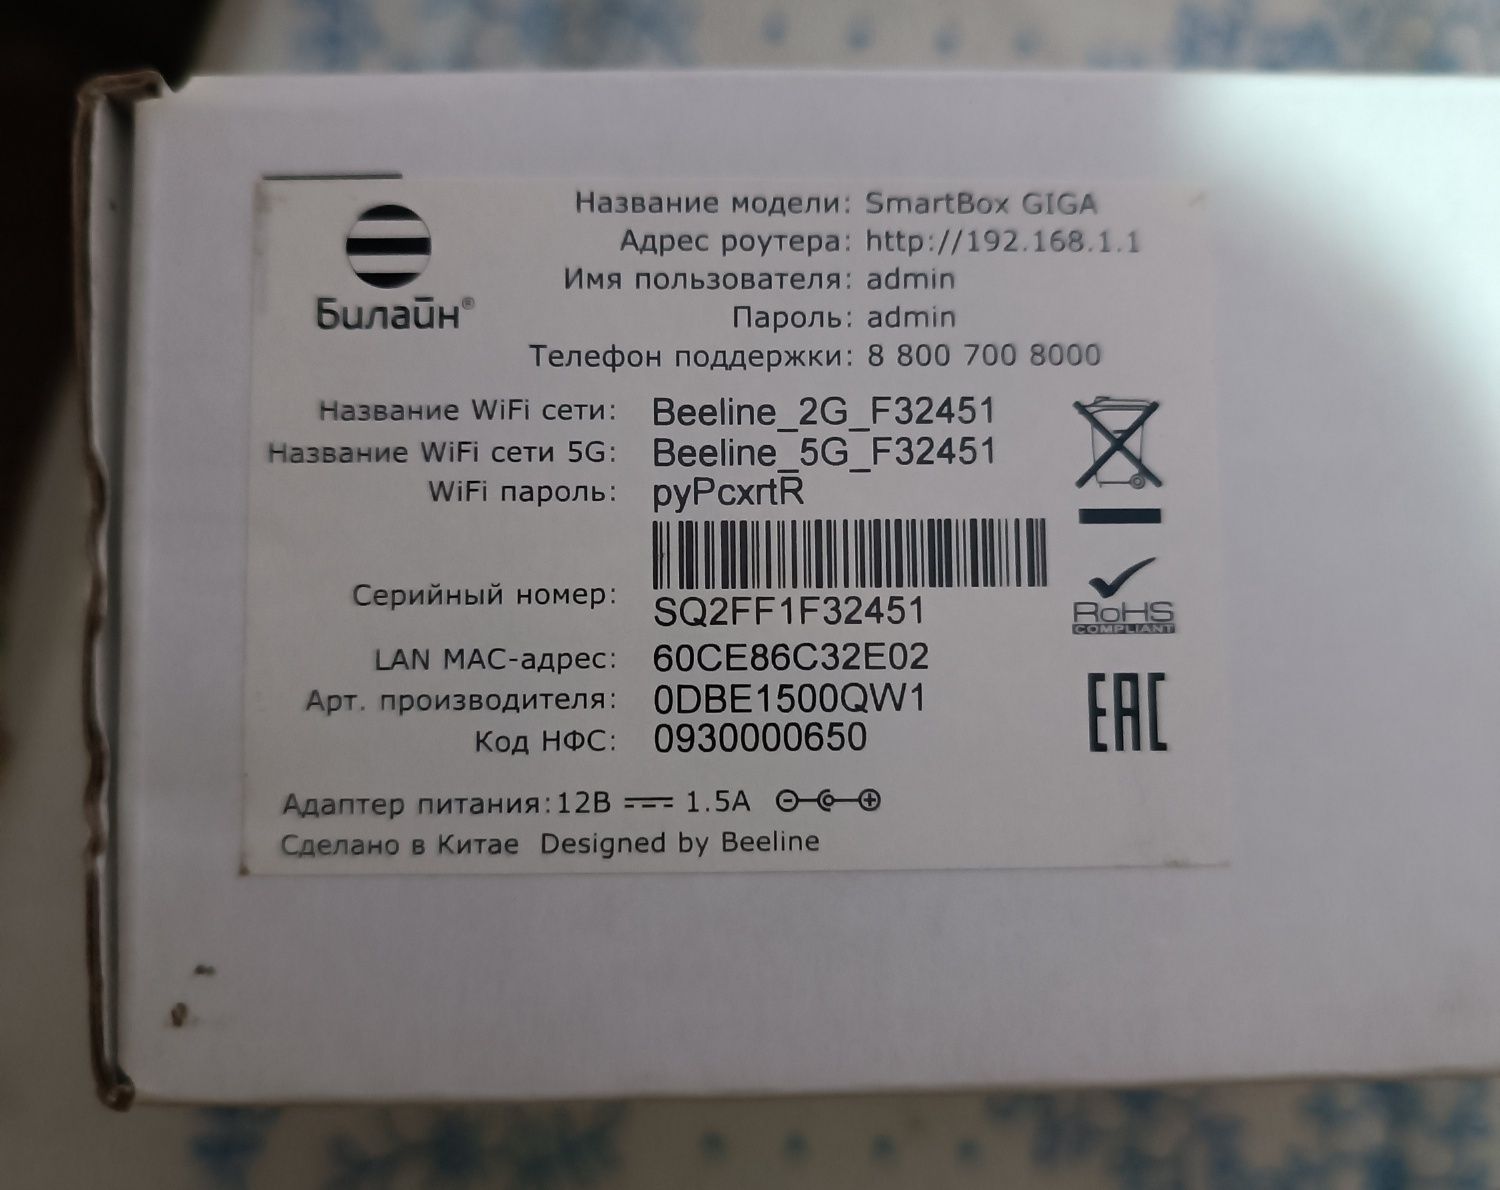 Билайн®
Название модели: SmartBox GIGA
Адрес роутера: http://192.168.1.1
Имя пользователя: admin
Пароль: admin
Телефон поддержки: 8 800 700 8000
Название WiFi сети: Beeline_2G_F32451
Название WiFi сети 5G: Beeline_5G_F32451
WiFi пароль: pyPcxrtR
Серийный номер: SQ2FF1F32451
LAN MAC-адрес: 60CE86C32E02
Арт. производителя: 0DBE1500QW1
Код НФС: 0930000650
RoHS
COMPLIANT
EAC
Адаптер питания: 12В 1.5А
Сделано в Китае Designed by Beeline